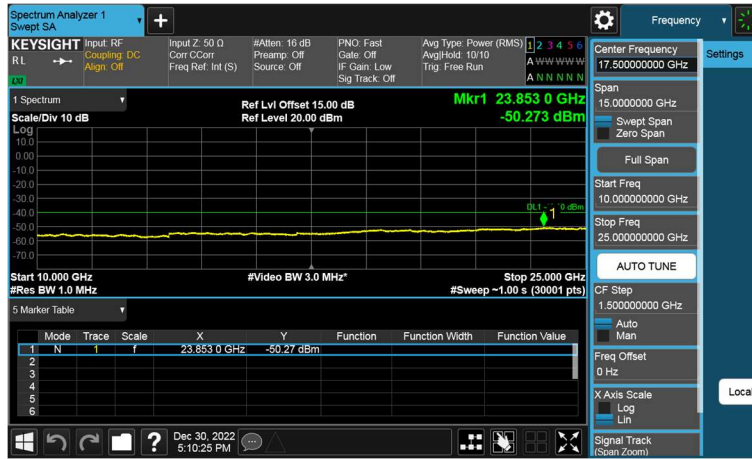 Spectrum Analyzer 1
Swept SA
Frequency
KEYSIGHT
RL
LXI
Input: RF
Coupling: DC
Align: Off
Input Z: 50 Ω
Corr CCorr
Freq Ref: Int (S)
#Atten: 16 dB
Preamp: Off
Source: Off
PNO: Fast
Gate: Off
IF Gain: Low
Sig Track: Off
Avg Type: Power (RMS)
Avg|Hold: 10/10
Trig: Free Run
1 2 3 4 5 6
A W W W W W
A N N N N N
1 Spectrum
Scale/Div 10 dB
Ref Lvl Offset 15.00 dB
Ref Level 20.00 dBm
Mkr1 23.853 0 GHz
-50.273 dBm
Log
10.0
0.00
-10.0
-20.0
-30.0
-40.0
-50.0
-60.0
-70.0
1
Start 10.000 GHz
#Res BW 1.0 MHz
#Video BW 3.0 MHz*
Stop 25.000 GHz
#Sweep ~1.00 s (30001 pts)
5 Marker Table
Mode Trace Scale X Y Function Function Width Function Value
1 N 1 f 23.853 0 GHz -50.27 dBm
2
3
4
5
6
Dec 30, 2022
5:10:25 PM
Center Frequency
17.500000000 GHz
Settings
Span
15.0000000 GHz
Swept Span
Zero Span
Full Span
Start Freq
10.000000000 GHz
Stop Freq
25.000000000 GHz
AUTO TUNE
CF Step
1.500000000 GHz
Auto
Man
Freq Offset
0 Hz
X Axis Scale
Log
Lin
Local
Signal Track
(Span Zoom)